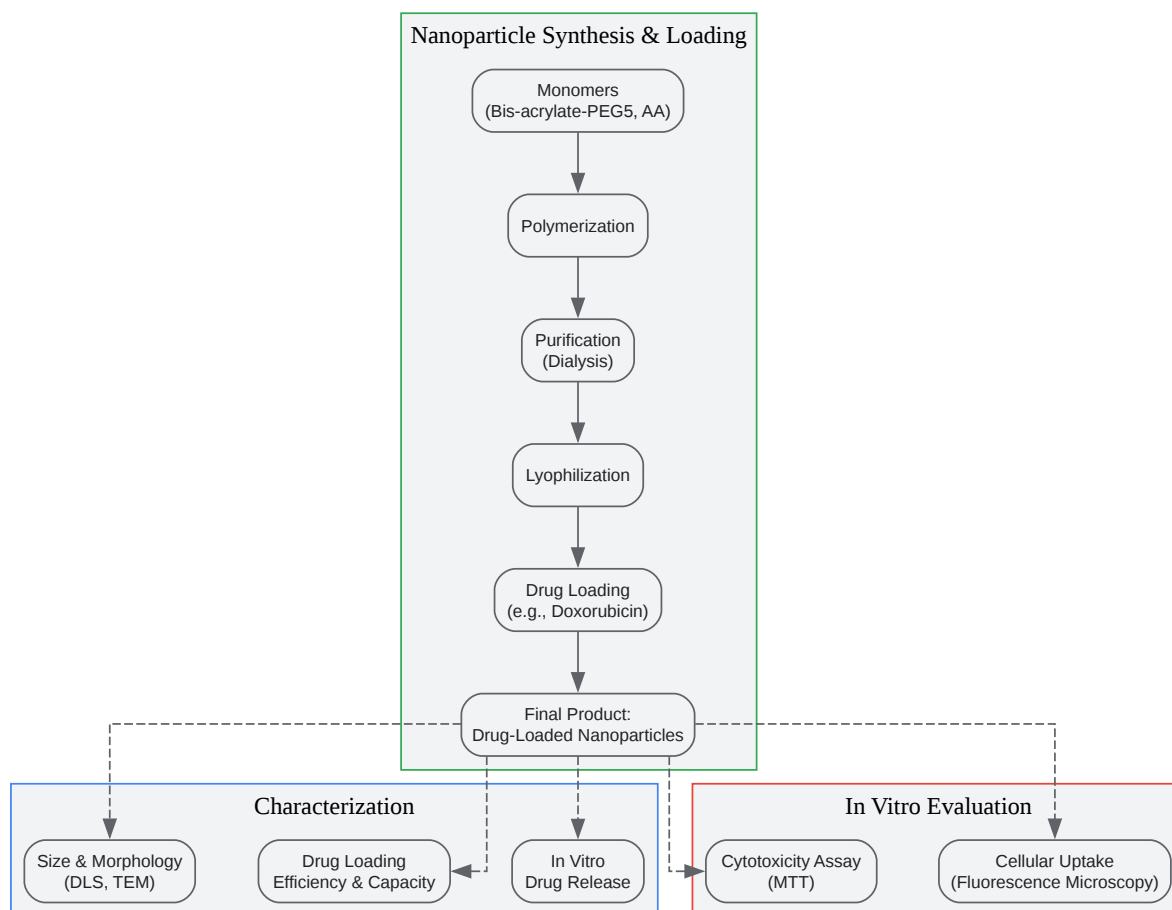 Nanoparticle Synthesis & Loading
Monomers
(Bis-acrylate-PEG5, AA)
Polymerization
Purification
(Dialysis)
Lyophilization
Drug Loading
(e.g., Doxorubicin)
Final Product:
Drug-Loaded Nanoparticles
Characterization
Size & Morphology
(DLS, TEM)
Drug Loading
Efficiency & Capacity
In Vitro
Drug Release
In Vitro Evaluation
Cytotoxicity Assay
(MTT)
Cellular Uptake
(Fluorescence Microscopy)